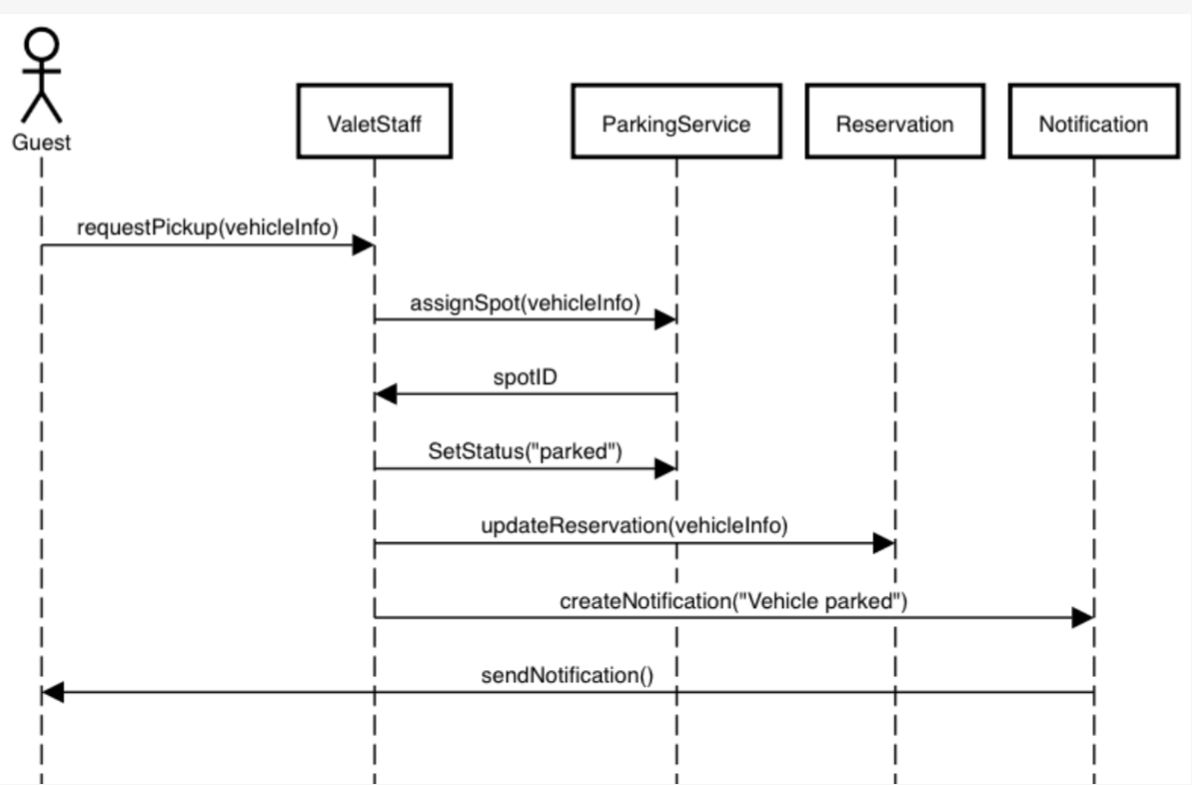 Guest
ValetStaff
ParkingService
Reservation
Notification
requestPickup(vehicleInfo)
assignSpot(vehicleInfo)
spotID
SetStatus("parked")
updateReservation(vehicleInfo)
createNotification("Vehicle parked")
sendNotification()